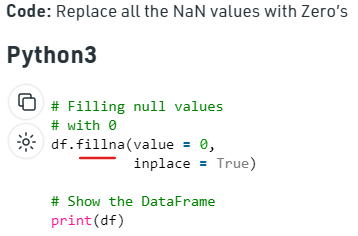 Code: Replace all the NaN values with Zero’s
Python3
# Filling null values
# with 0
df.fillna(value = 0,
inplace = True)
# Show the DataFrame
print(df)